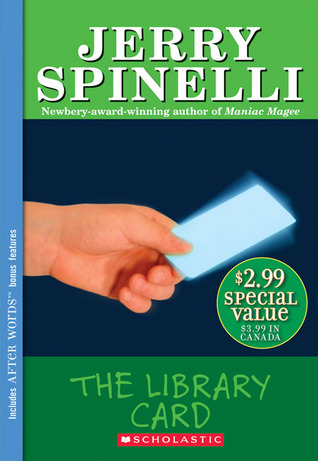 JERRY
SPINELLI
Newbery-award-winning author of Maniac Magee
Includes AFTER WORDS™ bonus features
$2.99
SPECIAL
VALUE
$3.99 IN
CANADA
THE LIBRARY
CARD
SCHOLASTIC